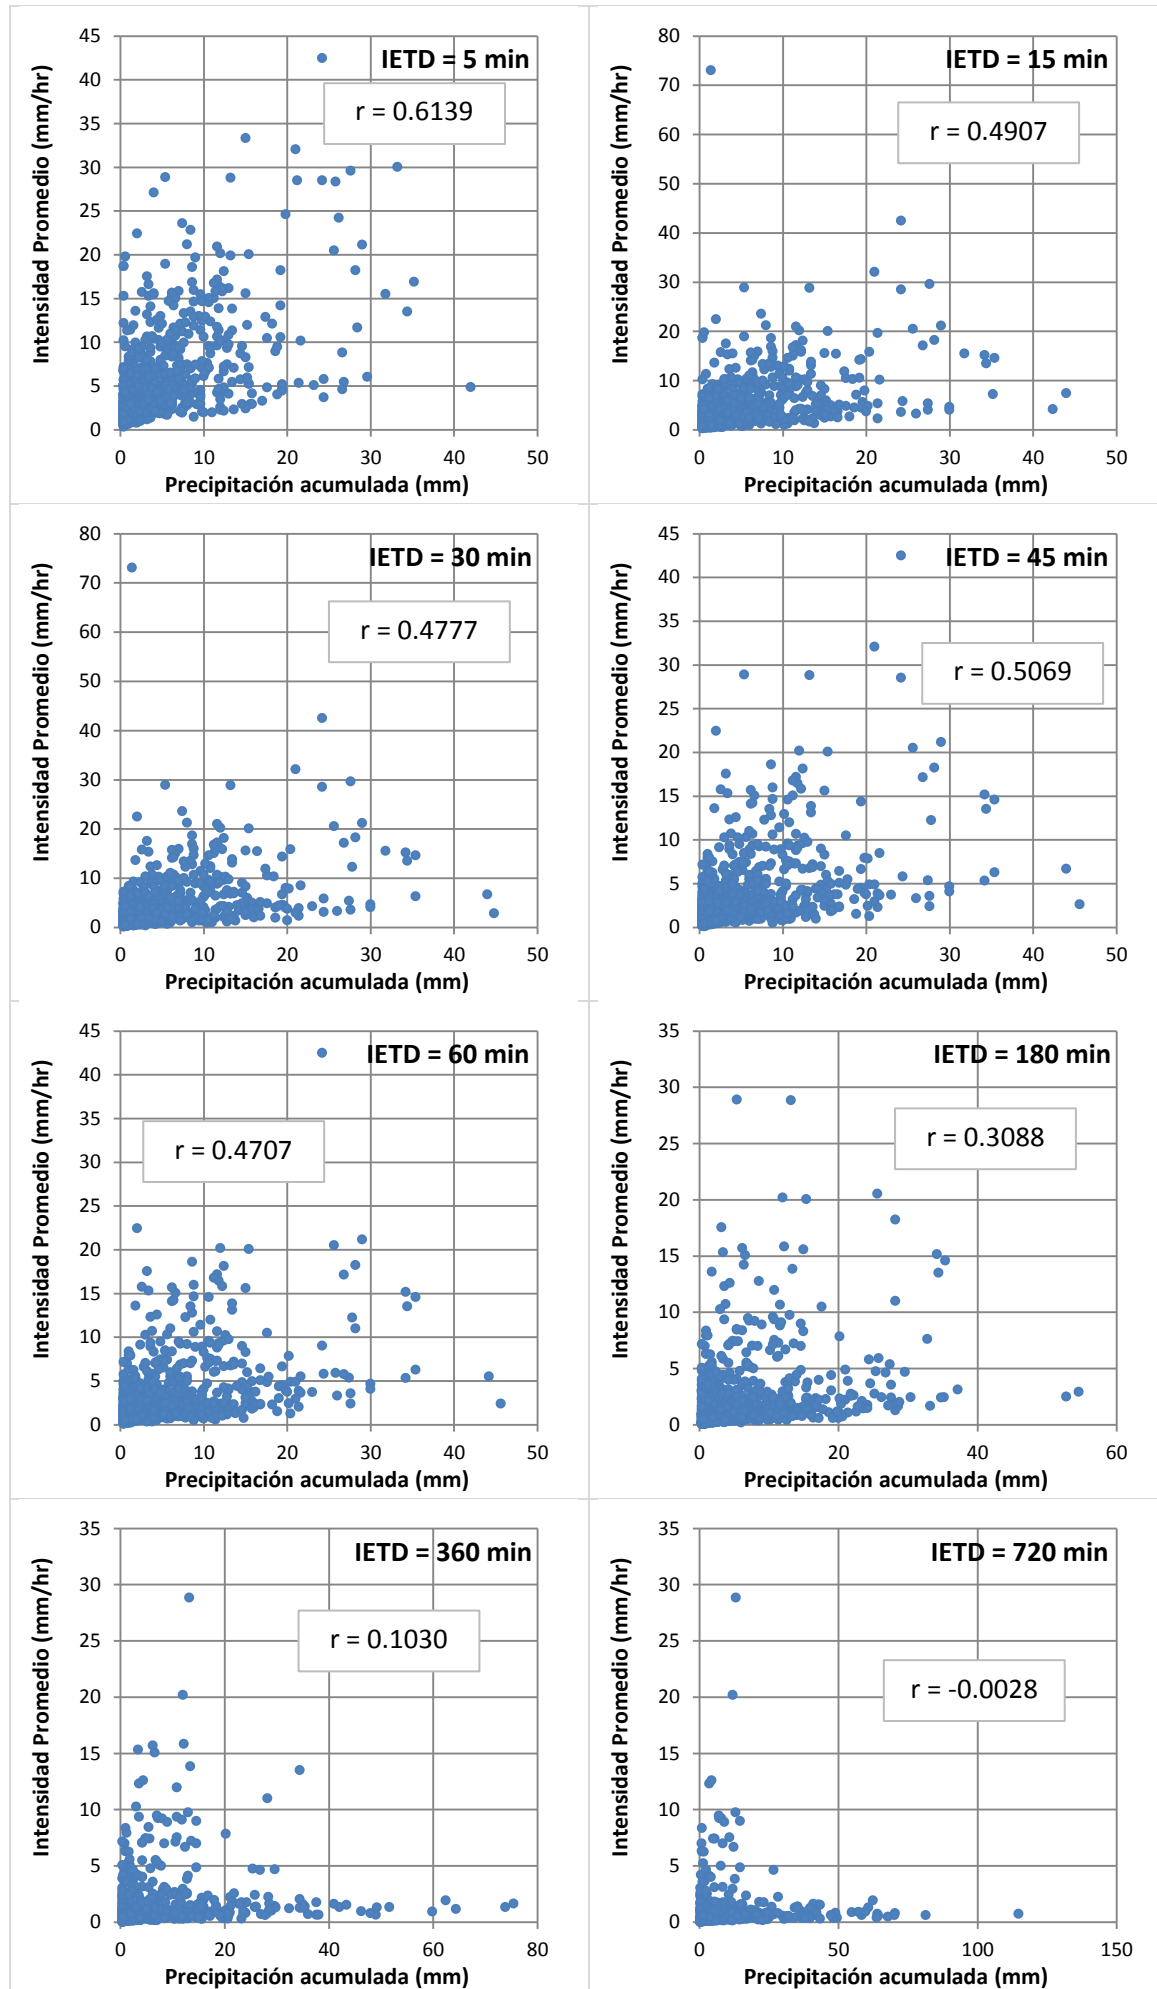 IETD = 5 min
r = 0.6139
Intensidad Promedio (mm/hr)
45
40
35
30
25
20
15
10
5
0
0 10 20 30 40 50
Precipitación acumulada (mm)
IETD = 15 min
r = 0.4907
Intensidad Promedio (mm/hr)
80
70
60
50
40
30
20
10
0
0 10 20 30 40 50
Precipitación acumulada (mm)
IETD = 30 min
r = 0.4777
Intensidad Promedio (mm/hr)
80
70
60
50
40
30
20
10
0
0 10 20 30 40 50
Precipitación acumulada (mm)
IETD = 45 min
r = 0.5069
Intensidad Promedio (mm/hr)
45
40
35
30
25
20
15
10
5
0
0 10 20 30 40 50
Precipitación acumulada (mm)
IETD = 60 min
r = 0.4707
Intensidad Promedio (mm/hr)
45
40
35
30
25
20
15
10
5
0
0 10 20 30 40 50
Precipitación acumulada (mm)
IETD = 180 min
r = 0.3088
Intensidad Promedio (mm/hr)
35
30
25
20
15
10
5
0
0 20 40 60
Precipitación acumulada (mm)
IETD = 360 min
r = 0.1030
Intensidad Promedio (mm/hr)
35
30
25
20
15
10
5
0
0 20 40 60 80
Precipitación acumulada (mm)
IETD = 720 min
r = -0.0028
Intensidad Promedio (mm/hr)
35
30
25
20
15
10
5
0
0 50 100 150
Precipitación acumulada (mm)